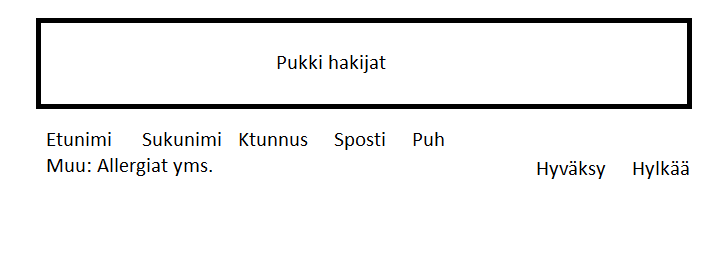 Pukki hakijat
Etunimi Sukunimi Ktunnus Sposti Puh
Muu: Allergiat yms.
Hyväksy Hylkää